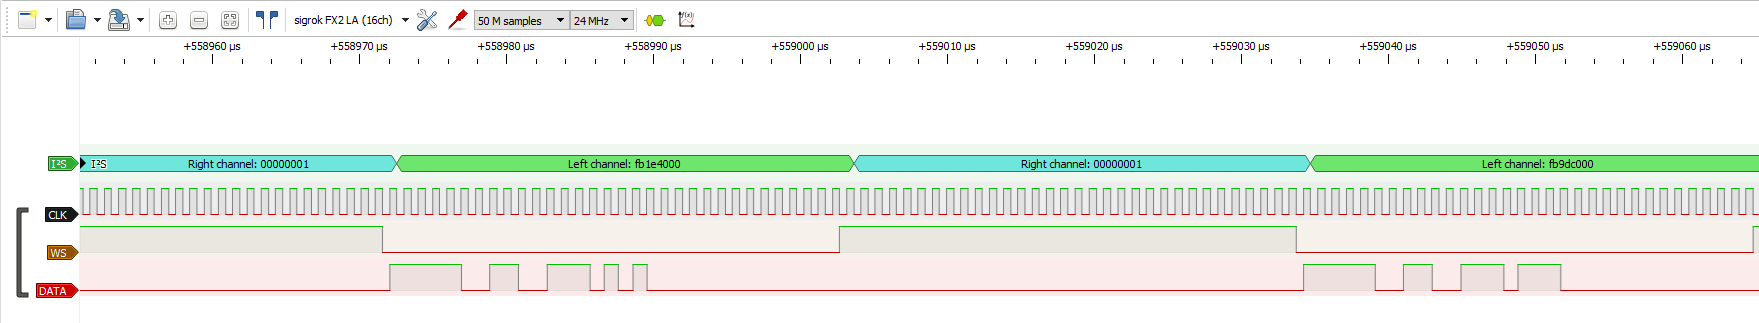 sigrok FX2 LA (16ch) 50 M samples 24 MHz f(x)
+558960 µs +558970 µs +558980 µs +558990 µs +559000 µs +559010 µs +559020 µs +559030 µs +559040 µs +559050 µs +559060 µs
I²S I²S Right channel: 00000001 Left channel: fb1e4000 Right channel: 00000001 Left channel: fb9dc000
CLK
WS
DATA